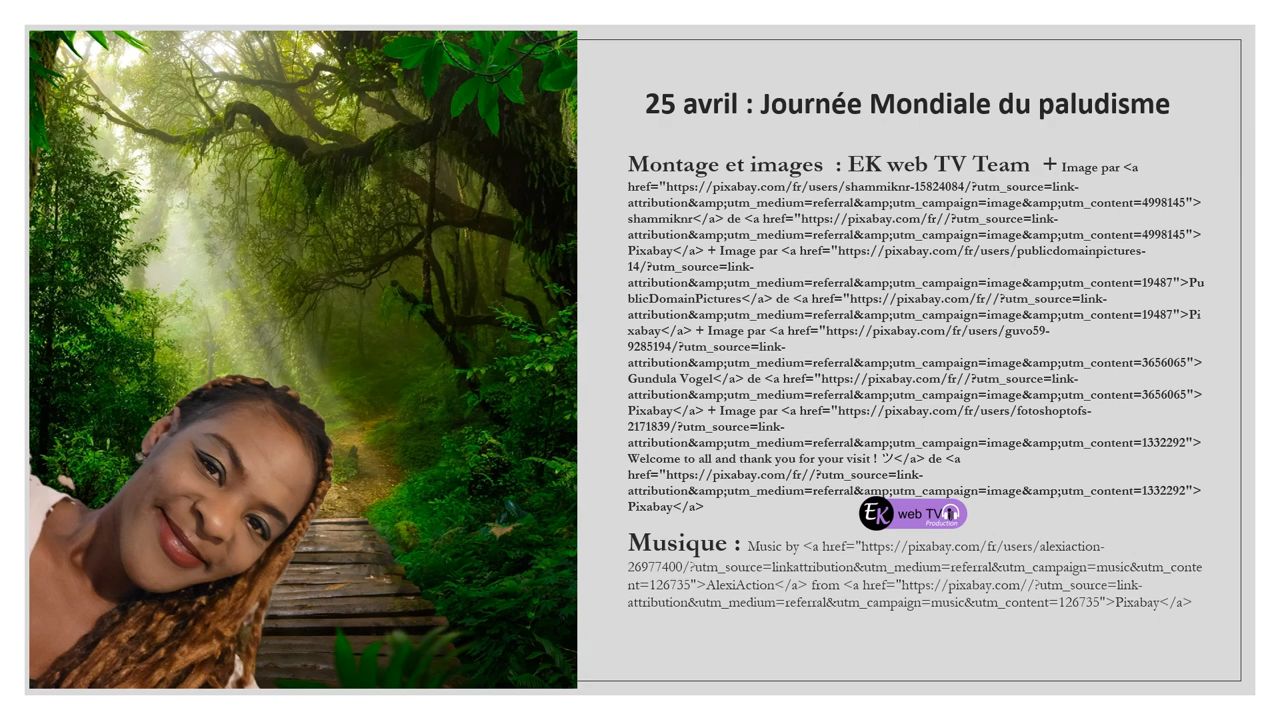 25 avril : Journée Mondiale du paludisme
Montage et images : EK web TV Team + Image par <a
href="https://pixabay.com/fr/users/shammiknr-15824084/?utm_source=link-
attribution&amp;utm_medium=referral&amp;utm_campaign=image&amp;utm_content=4998145">
shammiknr</a> de <a href="https://pixabay.com/fr//?utm_source=link-
attribution&amp;utm_medium=referral&amp;utm_campaign=image&amp;utm_content=4998145">
Pixabay</a> + Image par <a href="https://pixabay.com/fr/users/publicdomainpictures-
14/?utm_source=link-
attribution&amp;utm_medium=referral&amp;utm_campaign=image&amp;utm_content=19487">Pu
blicDomainPictures</a> de <a href="https://pixabay.com/fr//?utm_source=link-
attribution&amp;utm_medium=referral&amp;utm_campaign=image&amp;utm_content=19487">Pi
xabay</a> + Image par <a href="https://pixabay.com/fr/users/guvo59-
9285194/?utm_source=link-
attribution&amp;utm_medium=referral&amp;utm_campaign=image&amp;utm_content=3656065">
Gundula Vogel</a> de <a href="https://pixabay.com/fr//?utm_source=link-
attribution&amp;utm_medium=referral&amp;utm_campaign=image&amp;utm_content=3656065">
Pixabay</a> + Image par <a href="https://pixabay.com/fr/users/fotoshoptofs-
2171839/?utm_source=link-
attribution&amp;utm_medium=referral&amp;utm_campaign=image&amp;utm_content=1332292">
Welcome to all and thank you for your visit ! ツ</a> de <a
href="https://pixabay.com/fr//?utm_source=link-
attribution&amp;utm_medium=referral&amp;utm_campaign=image&amp;utm_content=1332292">
Pixabay</a>
EK web TV
Production
Musique : Music by <a href="https://pixabay.com/fr/users/alexiaction-
26977400/?utm_source=linkattribution&utm_medium=referral&utm_campaign=music&utm_conte
nt=126735">AlexiAction</a> from <a href="https://pixabay.com//?utm_source=link-
attribution&utm_medium=referral&utm_campaign=music&utm_content=126735">Pixabay</a>